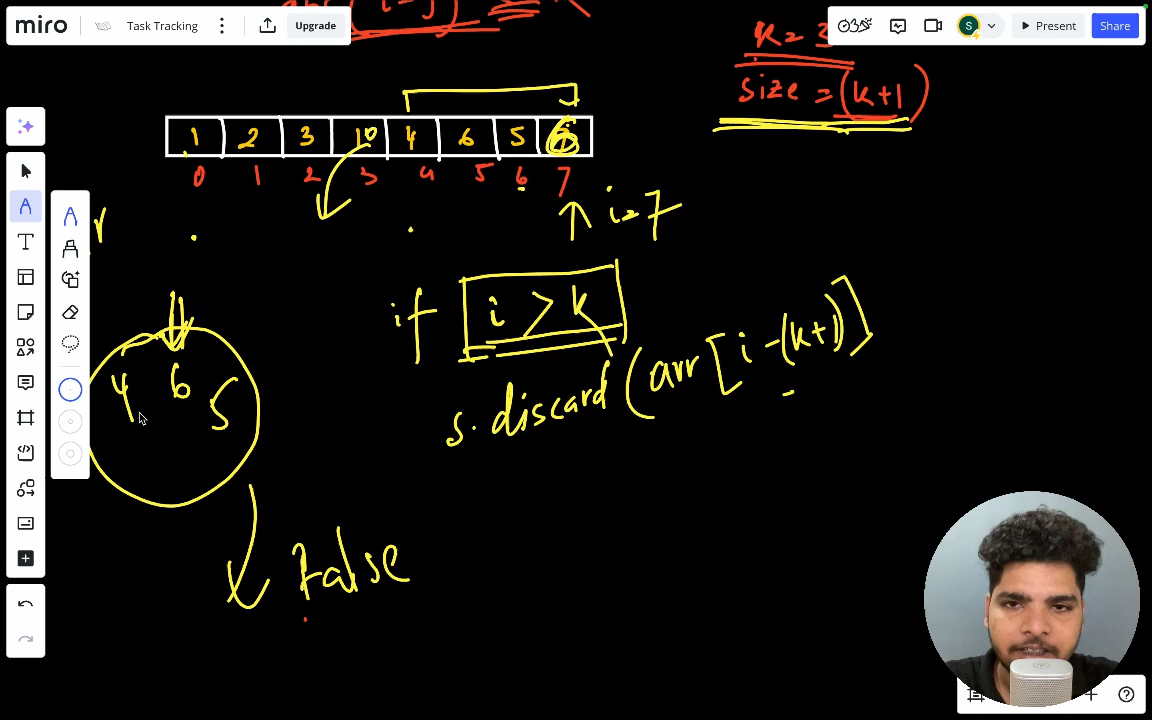 abs(i-j) <= k
miro Task Tracking Upgrade
S Present Share
k = 3
size = (k+1)
1 2 3 10 4 6 5
0 1 2 3 4 5 6 7
i=7
if i > k
s.discard(arr[i-(k+1)])
4 6 5
False